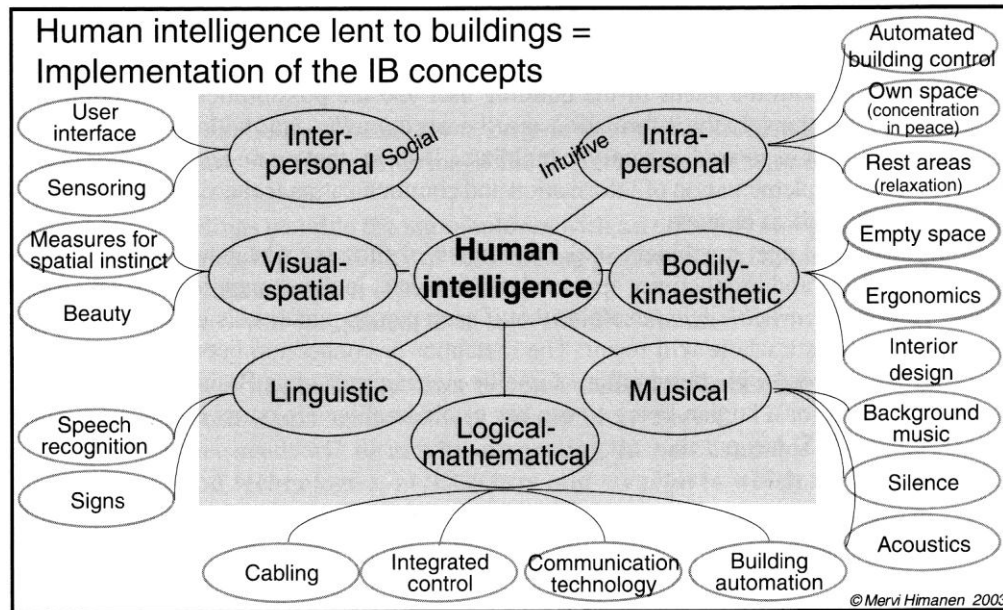 Human intelligence lent to buildings =
Implementation of the IB concepts
User
interface
Sensoring
Measures for
spatial instinct
Beauty
Speech
recognition
Signs
Inter-
personal
Social
Visual-
spatial
Linguistic
Human
intelligence
Logical-
mathematical
Intuitive
Intra-
personal
Bodily-
kinaesthetic
Musical
Automated
building control
Own space
(concentration
in peace)
Rest areas
(relaxation)
Empty space
Ergonomics
Interior
design
Background
music
Silence
Acoustics
Cabling
Integrated
control
Communication
technology
Building
automation
© Mervi Himanen 2003